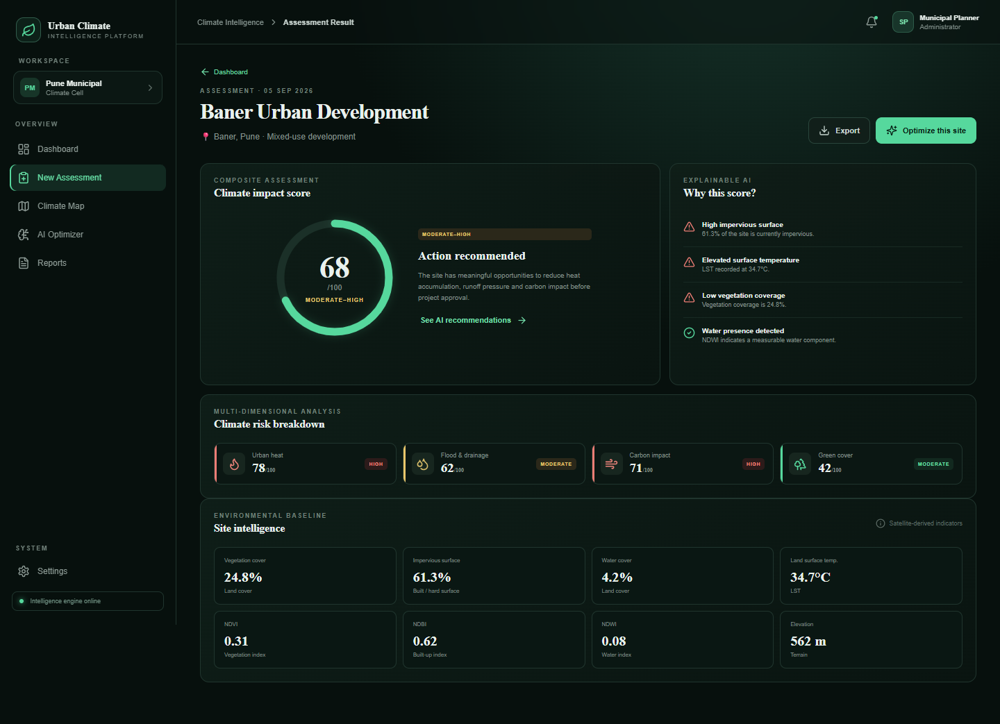 Urban Climate
INTELLIGENCE PLATFORM
WORKSPACE
PM
Pune Municipal
Climate Cell
OVERVIEW
Dashboard
New Assessment
Climate Map
AI Optimizer
Reports
SYSTEM
Settings
Intelligence engine online
Climate Intelligence > Assessment Result
SP
Municipal Planner
Administrator
← Dashboard
ASSESSMENT · 05 SEP 2026
Baner Urban Development
📍 Baner, Pune · Mixed-use development
Export
Optimize this site
COMPOSITE ASSESSMENT
Climate impact score
68
/100
MODERATE–HIGH
MODERATE–HIGH
Action recommended
The site has meaningful opportunities to reduce heat
accumulation, runoff pressure and carbon impact before
project approval.
See AI recommendations →
EXPLAINABLE AI
Why this score?
High impervious surface
61.3% of the site is currently impervious.
Elevated surface temperature
LST recorded at 34.7°C.
Low vegetation coverage
Vegetation coverage is 24.8%.
Water presence detected
NDWI indicates a measurable water component.
MULTI-DIMENSIONAL ANALYSIS
Climate risk breakdown
Urban heat
78/100
HIGH
Flood & drainage
62/100
MODERATE
Carbon impact
71/100
HIGH
Green cover
42/100
MODERATE
ENVIRONMENTAL BASELINE
Site intelligence
Satellite-derived indicators
Vegetation cover
24.8%
Land cover
Impervious surface
61.3%
Built / hard surface
Water cover
4.2%
Land cover
Land surface temp.
34.7°C
LST
NDVI
0.31
Vegetation index
NDBI
0.62
Built-up index
NDWI
0.08
Water index
Elevation
562 m
Terrain